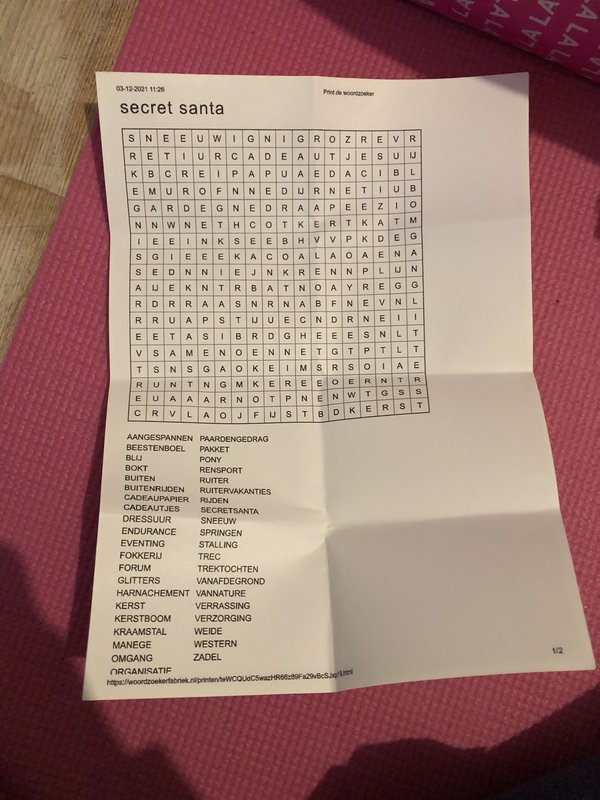 LALA
LALAL
03-12-2021 11:26
Print de woordzoeker
secret santa
S N E E U W I G N I G R O Z R E V R
R E T I U R C A D E A U T J E S U IJ
K B C R E I P A P U A E D A C I B L
E M U R O F N N E D IJ R N E T I U B
G A R D E G N E D R A A P E E Z I O
N N W N E T H C O T K E R T K A T M
I E E I N K S E E B H V V P K D E G
S G I E E E K A C O A L A O A E N A
S E D N N I E J N K R E N N P L IJ N
A IJ E K N T R B A T N O A Y R E G G
R D R R A A S N R N A B F N E V N L
R R U A P S T IJ U E C N D R N E I I
E E T A S I B R D G H E E E S N L T
V S A M E N O E N N E T G T P T L T
T S N S G A O K E I M S R S O I A E
R U N T N G M K E R E E O E R N T R
E U A A A R N O T P N E N W T G S S
C R V L A O J F IJ S T B D K E R S T
AANGESPANNEN PAARDENGEDRAG
BEESTENBOEL PAKKET
BLIJ PONY
BOKT RENSPORT
BUITEN RUITER
BUITENRIJDEN RUITERVAKANTIES
CADEAUPAPIER RIJDEN
CADEAUTJES SECRETSANTA
DRESSUUR SNEEUW
ENDURANCE SPRINGEN
EVENTING STALLING
FOKKERIJ TREC
FORUM TREKTOCHTEN
GLITTERS VANAFDEGROND
HARNACHEMENT VANNATURE
KERST VERRASSING
KERSTBOOM VERZORGING
KRAAMSTAL WEIDE
MANEGE WESTERN
OMGANG ZADEL
ORGANISATIE
1/2